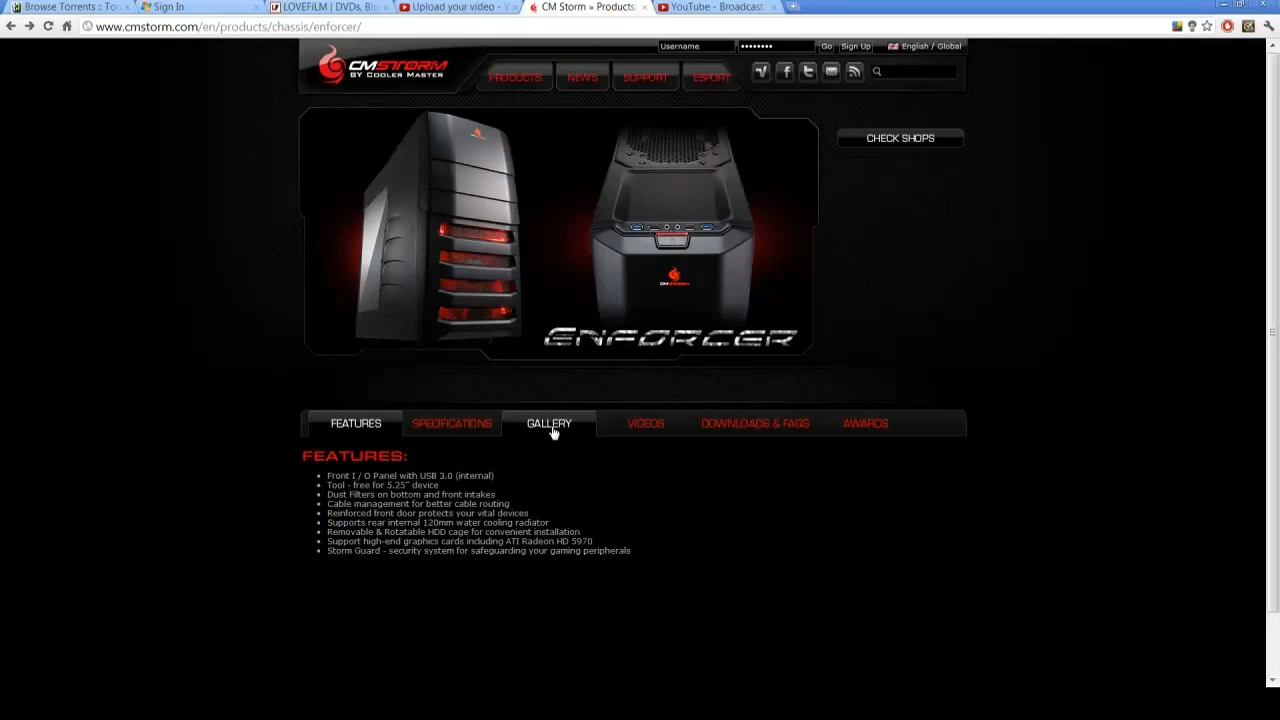 Browse Torrents :: Tor
Sign In
LOVEFiLM | DVDs, Blu
Upload your video - Y
CM Storm » Products:
YouTube - Broadcast
www.cmstorm.com/en/products/chassis/enforcer/
Username
••••••••
Go
Sign Up
English / Global
CMSTORM
BY COOLER MASTER
PRODUCTS
NEWS
SUPPORT
ESPORT
CHECK SHOPS
CMSTORM
ENFORCER
FEATURES
SPECIFICATIONS
GALLERY
VIDEOS
DOWNLOADS & FAQS
AWARDS
FEATURES:
Front I / O Panel with USB 3.0 (internal)
Tool - free for 5.25" device
Dust Filters on bottom and front intakes
Cable management for better cable routing
Reinforced front door protects your vital devices
Supports rear internal 120mm water cooling radiator
Removable & Rotatable HDD cage for convenient installation
Support high-end graphics cards including ATI Radeon HD 5970
Storm Guard - security system for safeguarding your gaming peripherals